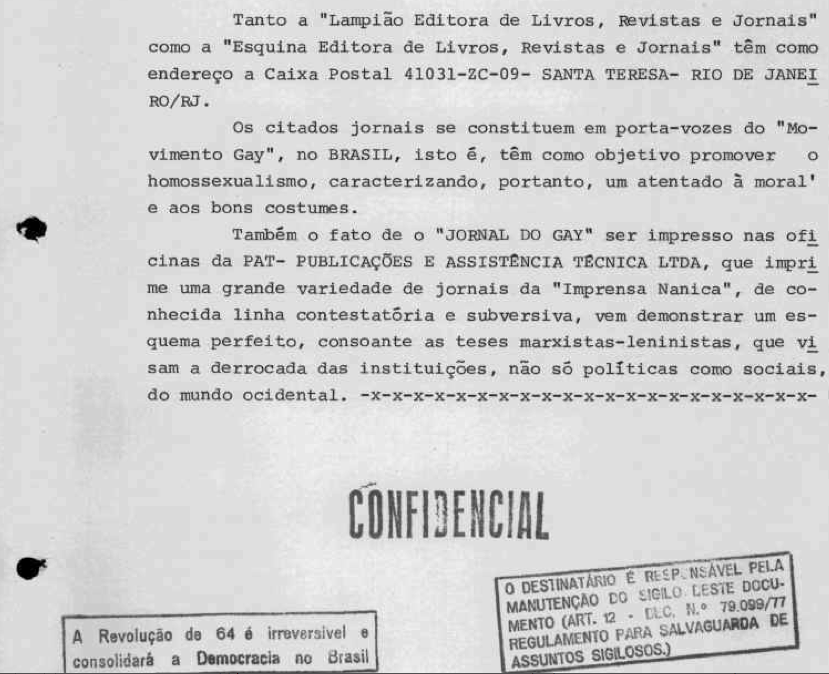 Tanto a "Lampião Editora de Livros, Revistas e Jornais"
como a "Esquina Editora de Livros, Revistas e Jornais" têm como
endereço a Caixa Postal 41031-ZC-09- SANTA TERESA- RIO DE JANEI
RO/RJ.
Os citados jornais se constituem em porta-vozes do "Mo-
vimento Gay", no BRASIL, isto é, têm como objetivo promover o
homossexualismo, caracterizando, portanto, um atentado à moral'
e aos bons costumes.
Também o fato de o "JORNAL DO GAY" ser impresso nas ofi
cinas da PAT- PUBLICAÇÕES E ASSISTÊNCIA TÉCNICA LTDA, que impri
me uma grande variedade de jornais da "Imprensa Nanica", de co-
nhecida linha contestatória e subversiva, vem demonstrar um es-
quema perfeito, consoante as teses marxistas-leninistas, que vi
sam a derrocada das instituições, não só políticas como sociais,
do mundo ocidental. -x-x-x-x-x-x-x-x-x-x-x-x-x-x-x-x-x-x-x-x-x-
CONFIDENCIAL
O DESTINATÁRIO É RESPONSÁVEL PELA
MANUTENÇÃO DO SIGILO DESTE DOCU-
MENTO (ART. 12 - DEC. N.º 79.099/77
REGULAMENTO PARA SALVAGUARDA DE
ASSUNTOS SIGILOSOS.)
A Revolução de 64 é irreversivel e
consolidará a Democracia no Brasil